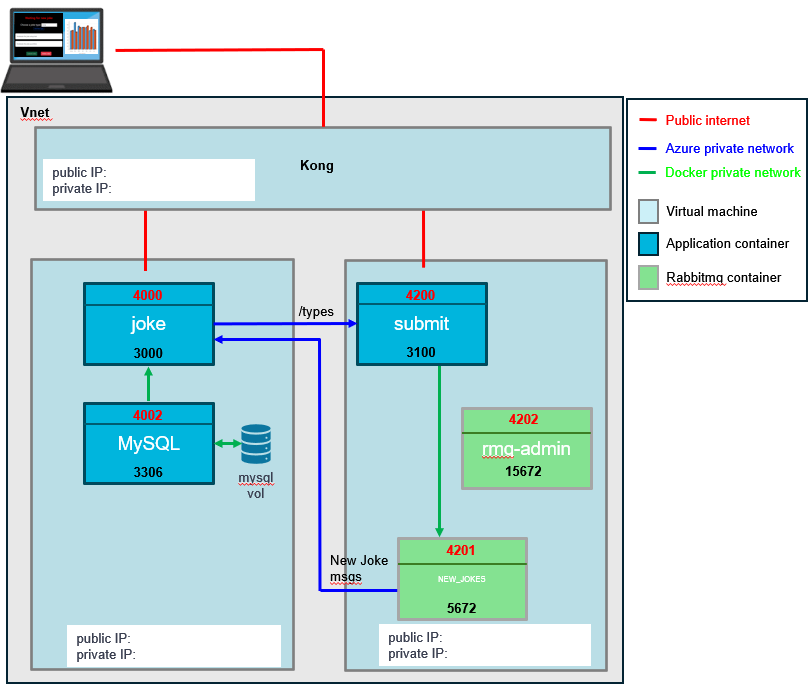 Vnet
Kong
public IP:
private IP:
Public internet
Azure private network
Docker private network
Virtual machine
Application container
Rabbitmq container
4000
joke
3000
/types
4200
submit
3100
4002
MySQL
3306
mysql
vol
4202
rmq-admin
15672
New Joke
msgs
4201
NEW_JOKES
5672
public IP:
private IP:
public IP:
private IP: